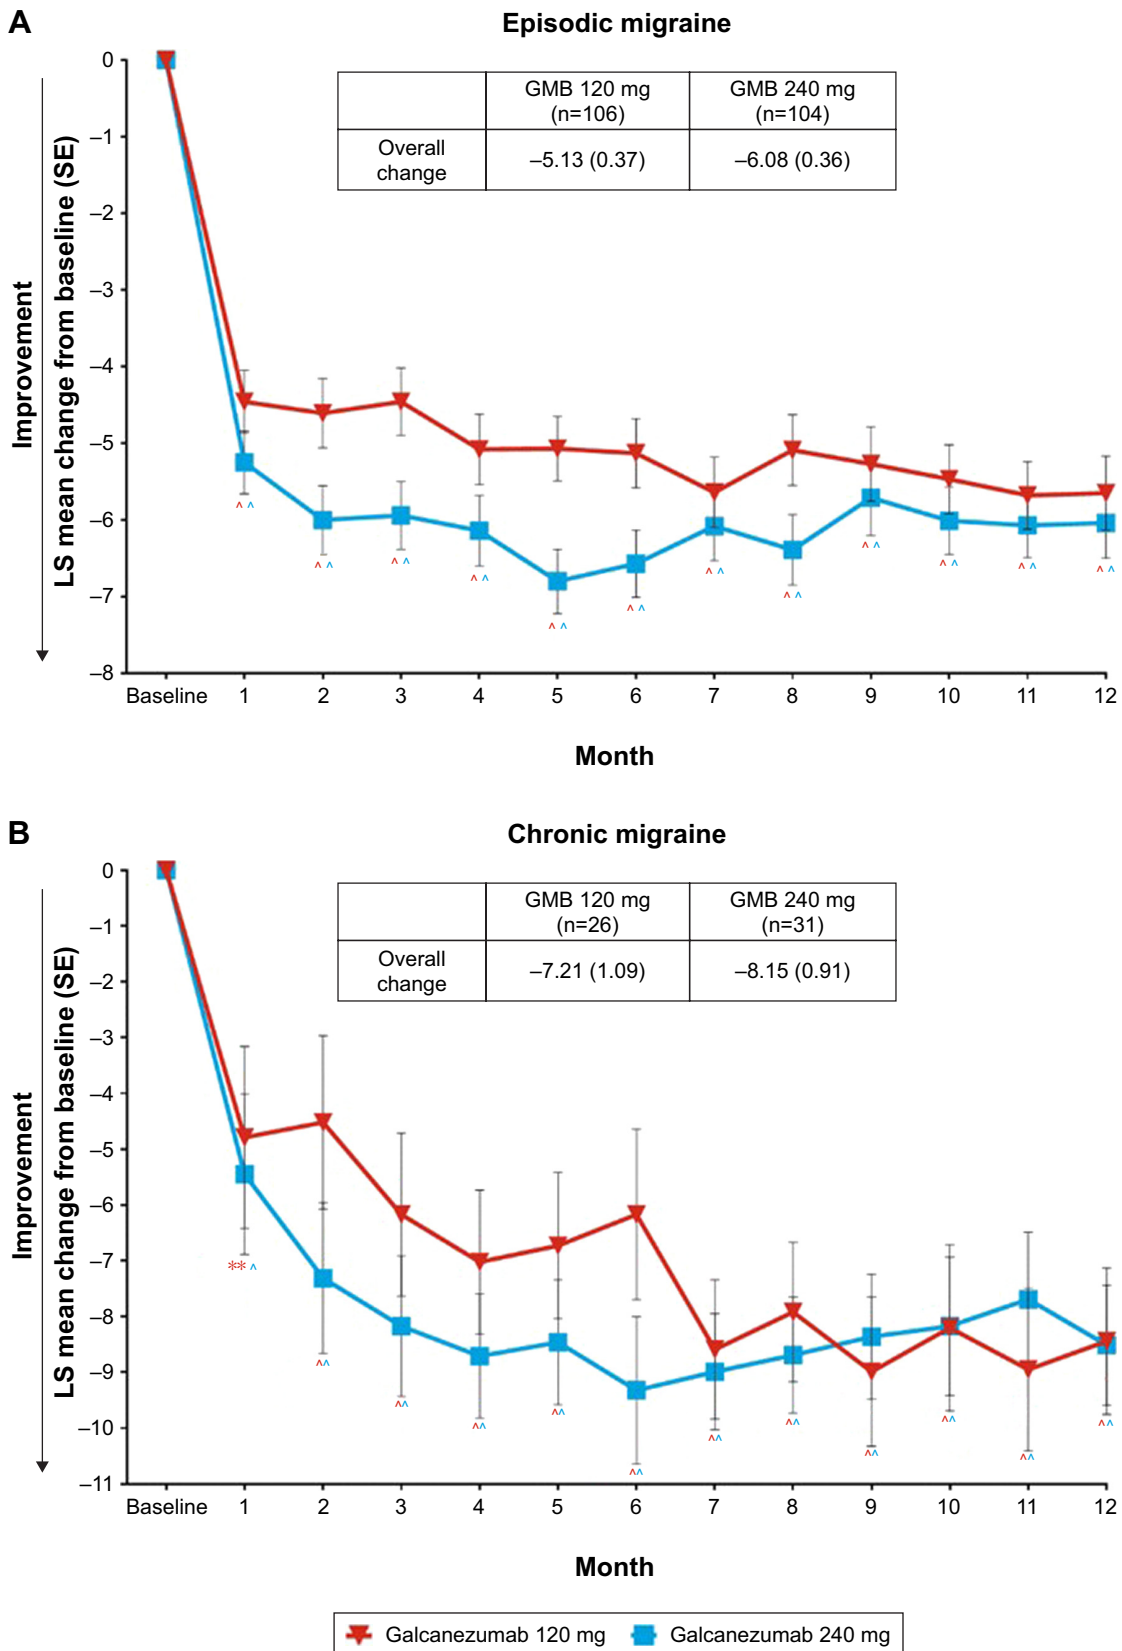 A
Episodic migraine
Improvement
LS mean change from baseline (SE)
0
–1
–2
–3
–4
–5
–6
–7
–8
GMB 120 mg
(n=106)
GMB 240 mg
(n=104)
Overall
change
–5.13 (0.37)
–6.08 (0.36)
^ ^
^ ^
^ ^
^ ^
^ ^
^ ^
^ ^
^ ^
^ ^
^ ^
^ ^
^ ^
Baseline 1 2 3 4 5 6 7 8 9 10 11 12
Month
B
Chronic migraine
Improvement
LS mean change from baseline (SE)
0
–1
–2
–3
–4
–5
–6
–7
–8
–9
–10
–11
GMB 120 mg
(n=26)
GMB 240 mg
(n=31)
Overall
change
–7.21 (1.09)
–8.15 (0.91)
** ^
^^
^^
^^
^^
^^
^^
^^
^^
^^
^^
^^
Baseline 1 2 3 4 5 6 7 8 9 10 11 12
Month
Galcanezumab 120 mg Galcanezumab 240 mg